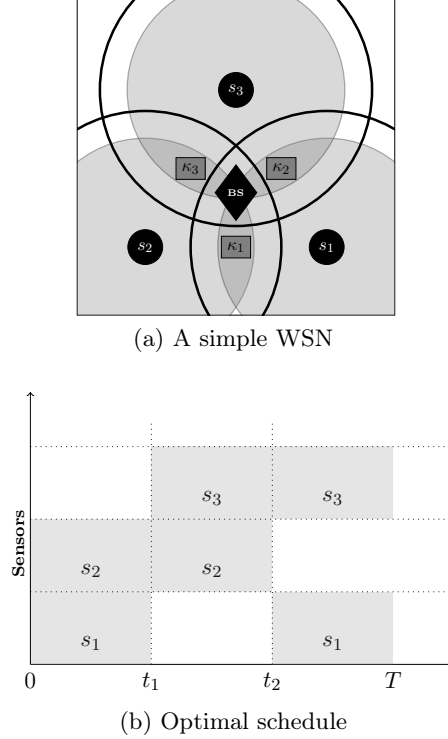 s₃
κ₃ κ₂
BS
s₂ κ₁ s₁
(a) A simple WSN
Sensors
s₃ s₃
s₂ s₂
s₁ s₁
0 t₁ t₂ T
(b) Optimal schedule